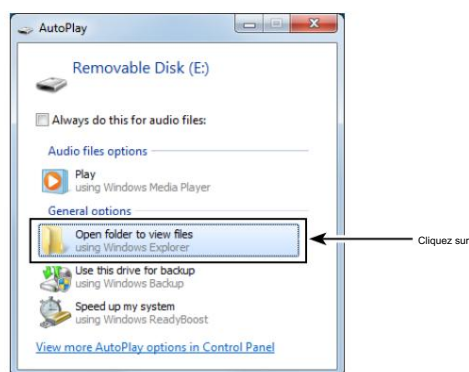 AutoPlay
Removable Disk (E:)
Always do this for audio files:
Audio files options
Play
using Windows Media Player
General options
Open folder to view files
using Windows Explorer
Cliquez sur
Use this drive for backup
using Windows Backup
Speed up my system
using Windows ReadyBoost
View more AutoPlay options in Control Panel